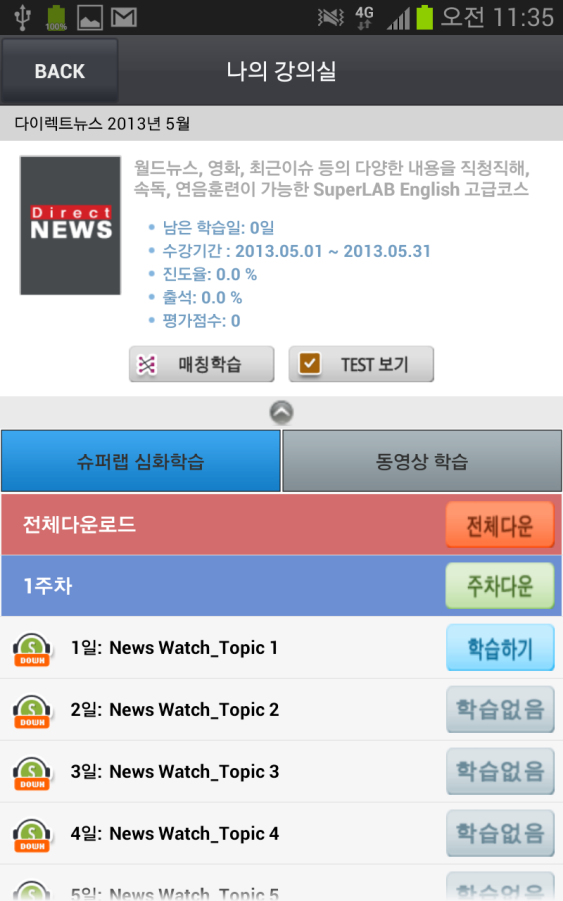 100%
4G
오전 11:35
BACK
나의 강의실
다이렉트뉴스 2013년 5월
월드뉴스, 영화, 최근이슈 등의 다양한 내용을 직청직해,
속독, 연음훈련이 가능한 SuperLAB English 고급코스
Direct
NEWS
남은 학습일: 0일
수강기간 : 2013.05.01 ~ 2013.05.31
진도율: 0.0 %
출석: 0.0 %
평가점수: 0
매칭학습
TEST 보기
슈퍼랩 심화학습
동영상 학습
전체다운로드
전체다운
1주차
주차다운
S DOWN
1일: News Watch_Topic 1
학습하기
S DOWN
2일: News Watch_Topic 2
학습없음
S DOWN
3일: News Watch_Topic 3
학습없음
S DOWN
4일: News Watch_Topic 4
학습없음
5일: News Watch_Topic 5
학습없음